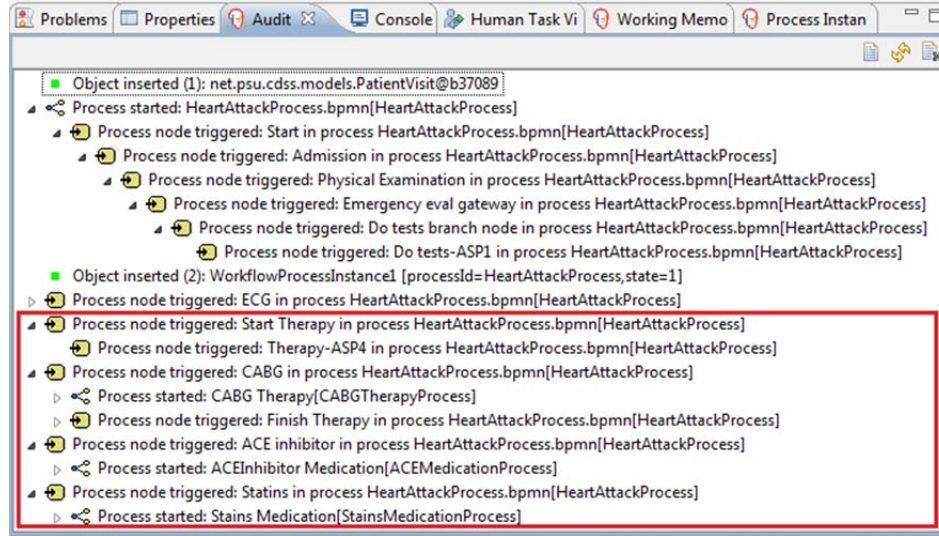 Problems Properties Audit Console Human Task Vi Working Memo Process Instan
Object inserted (1): net.psu.cdss.models.PatientVisit@b37089
Process started: HeartAttackProcess.bpmn[HeartAttackProcess]
Process node triggered: Start in process HeartAttackProcess.bpmn[HeartAttackProcess]
Process node triggered: Admission in process HeartAttackProcess.bpmn[HeartAttackProcess]
Process node triggered: Physical Examination in process HeartAttackProcess.bpmn[HeartAttackProcess]
Process node triggered: Emergency eval gateway in process HeartAttackProcess.bpmn[HeartAttackProcess]
Process node triggered: Do tests branch node in process HeartAttackProcess.bpmn[HeartAttackProcess]
Process node triggered: Do tests-ASP1 in process HeartAttackProcess.bpmn[HeartAttackProcess]
Object inserted (2): WorkflowProcessInstance1 [processId=HeartAttackProcess,state=1]
Process node triggered: ECG in process HeartAttackProcess.bpmn[HeartAttackProcess]
Process node triggered: Start Therapy in process HeartAttackProcess.bpmn[HeartAttackProcess]
Process node triggered: Therapy-ASP4 in process HeartAttackProcess.bpmn[HeartAttackProcess]
Process node triggered: CABG in process HeartAttackProcess.bpmn[HeartAttackProcess]
Process started: CABG Therapy[CABGTherapyProcess]
Process node triggered: Finish Therapy in process HeartAttackProcess.bpmn[HeartAttackProcess]
Process node triggered: ACE inhibitor in process HeartAttackProcess.bpmn[HeartAttackProcess]
Process started: ACEInhibitor Medication[ACEMedicationProcess]
Process node triggered: Statins in process HeartAttackProcess.bpmn[HeartAttackProcess]
Process started: Stains Medication[StainsMedicationProcess]